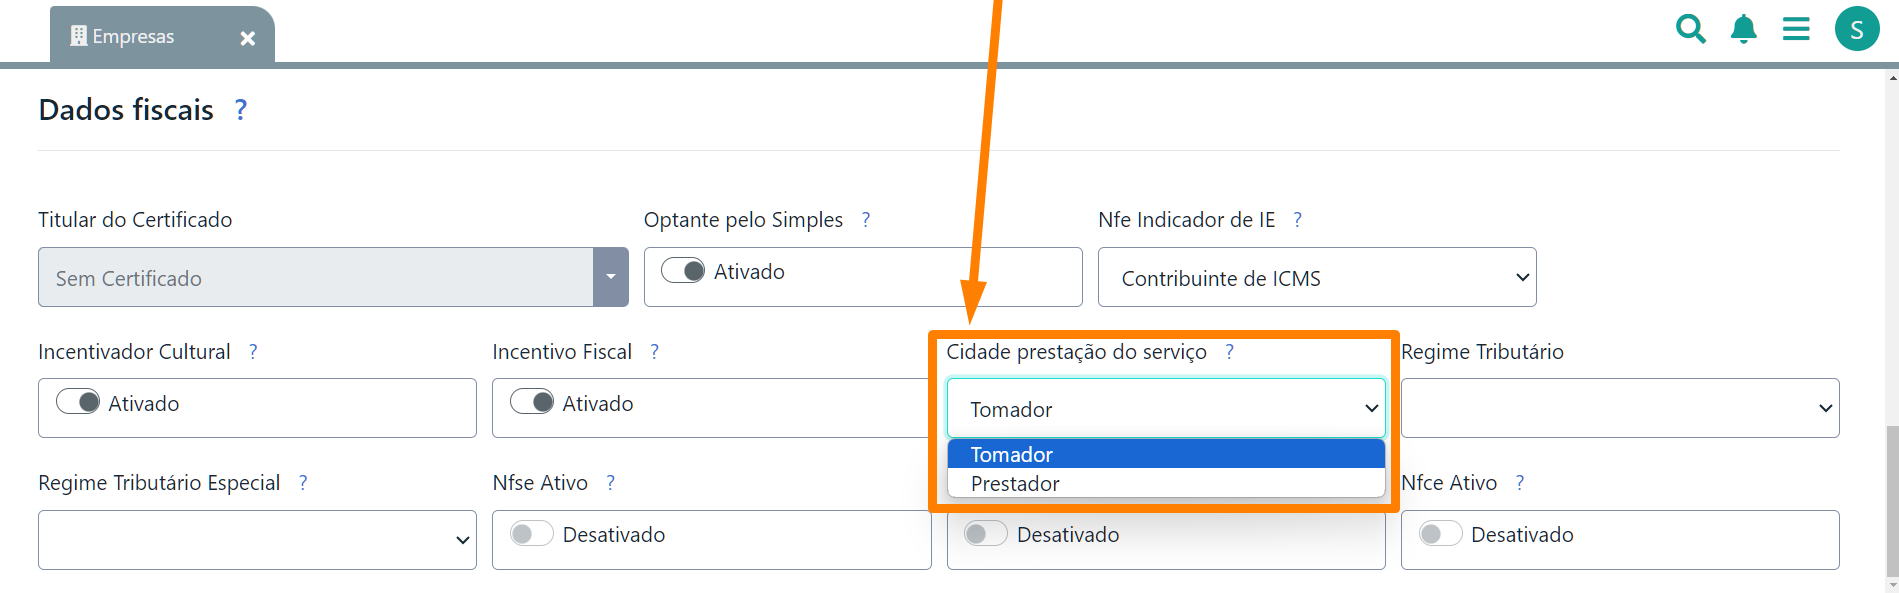 Empresas
S
Dados fiscais ?
Titular do Certificado
Optante pelo Simples ?
Nfe Indicador de IE ?
Sem Certificado
Ativado
Contribuinte de ICMS
Incentivador Cultural ?
Incentivo Fiscal ?
Cidade prestação do serviço ?
Regime Tributário
Ativado
Ativado
Tomador
Tomador
Prestador
Regime Tributário Especial ?
Nfse Ativo ?
Nfce Ativo ?
Desativado
Desativado
Desativado